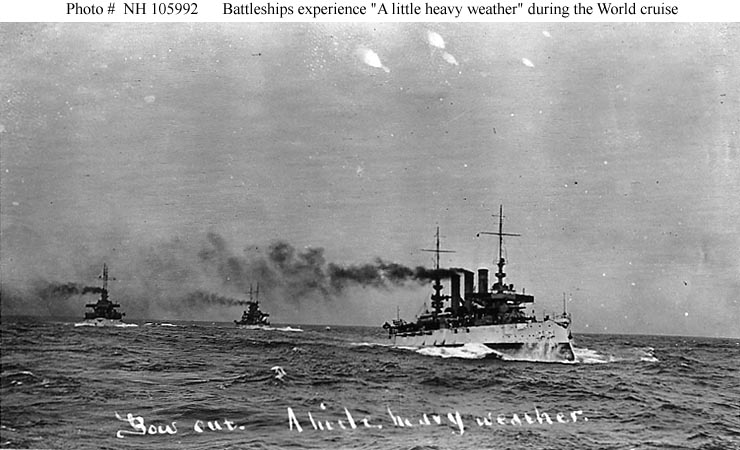 Photo # NH 105992 Battleships experience "A little heavy weather" during the World cruise
"Bow out. A little heavy weather.